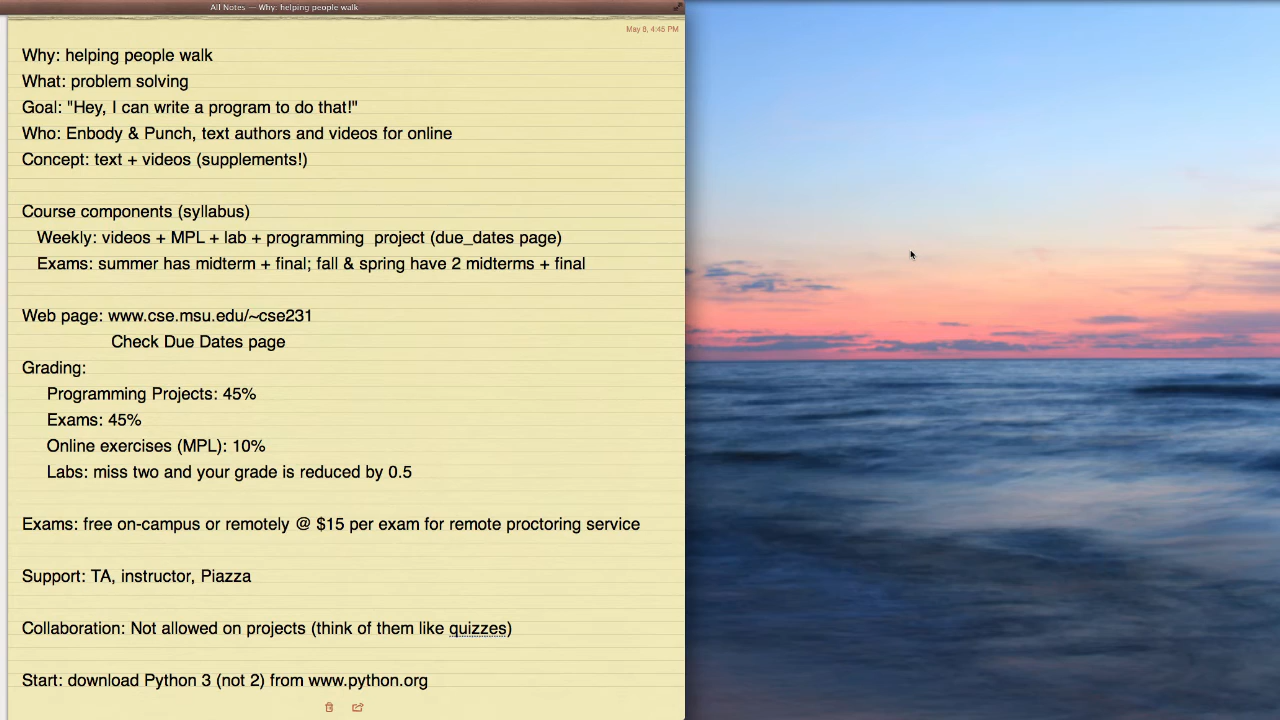 All Notes — Why: helping people walk
May 8, 4:45 PM
Why: helping people walk
What: problem solving
Goal: "Hey, I can write a program to do that!"
Who: Enbody & Punch, text authors and videos for online
Concept: text + videos (supplements!)
Course components (syllabus)
Weekly: videos + MPL + lab + programming  project (due_dates page)
Exams: summer has midterm + final; fall & spring have 2 midterms + final
Web page: www.cse.msu.edu/~cse231
Check Due Dates page
Grading:
Programming Projects: 45%
Exams: 45%
Online exercises (MPL): 10%
Labs: miss two and your grade is reduced by 0.5
Exams: free on-campus or remotely @ $15 per exam for remote proctoring service
Support: TA, instructor, Piazza
Collaboration: Not allowed on projects (think of them like quizzes)
Start: download Python 3 (not 2) from www.python.org